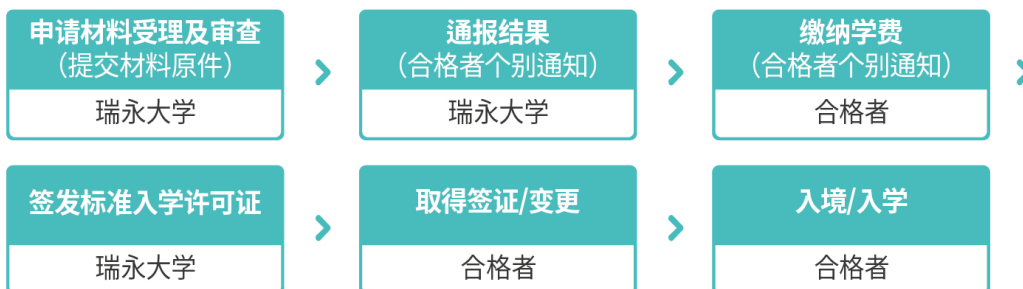 申请材料受理及审查
（提交材料原件）
瑞永大学
通报结果
（合格者个别通知）
瑞永大学
缴纳学费
（合格者个别通知）
合格者
签发标准入学许可证
瑞永大学
取得签证/变更
合格者
入境/入学
合格者